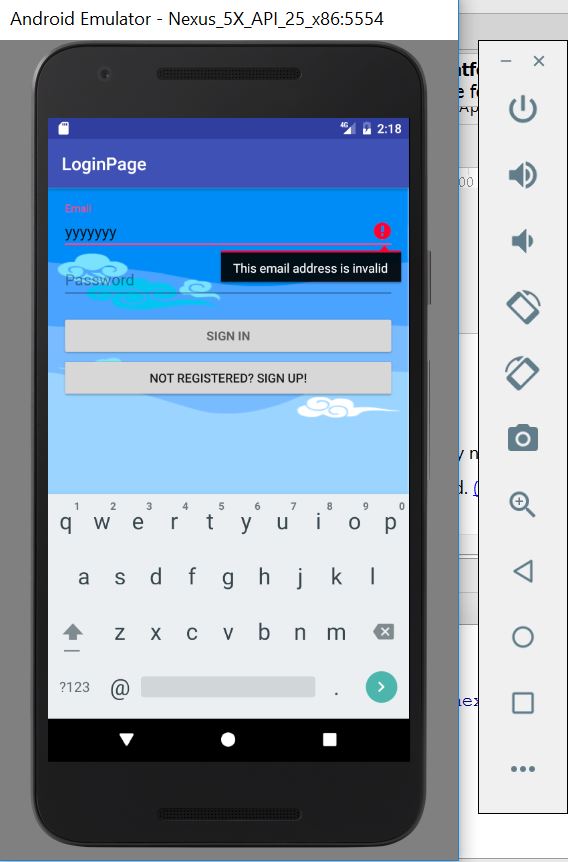 Android Emulator - Nexus_5X_API_25_x86:5554
4G 2:18
LoginPage
Email
yyyyyyy
This email address is invalid
Password
SIGN IN
NOT REGISTERED? SIGN UP!
1 2 3 4 5 6 7 8 9 0
q w e r t y u i o p
a s d f g h j k l
z x c v b n m
?123 @ .